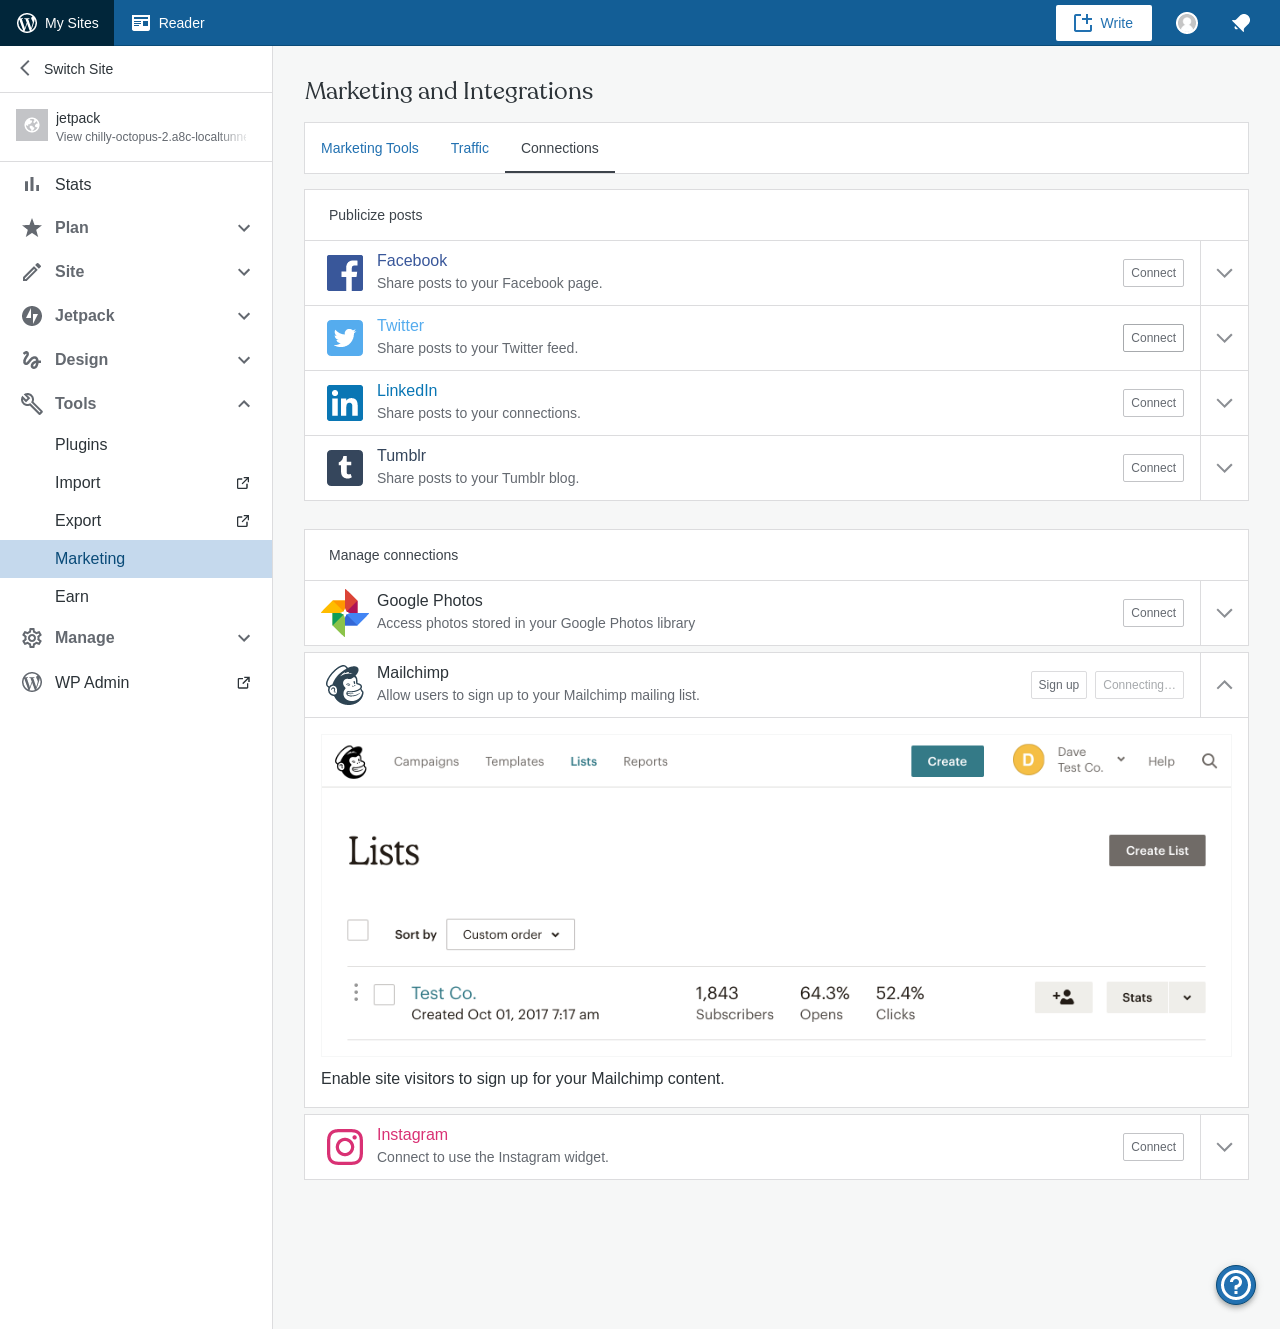 My Sites
Reader
Write
Switch Site
jetpack
View chilly-octopus-2.a8c-localtunne
Stats
Plan
Site
Jetpack
Design
Tools
Plugins
Import
Export
Marketing
Earn
Manage
WP Admin
Marketing and Integrations
Marketing Tools
Traffic
Connections
Publicize posts
Facebook
Share posts to your Facebook page.
Connect
Twitter
Share posts to your Twitter feed.
Connect
LinkedIn
Share posts to your connections.
Connect
Tumblr
Share posts to your Tumblr blog.
Connect
Manage connections
Google Photos
Access photos stored in your Google Photos library
Connect
Mailchimp
Allow users to sign up to your Mailchimp mailing list.
Sign up
Connecting…
Campaigns
Templates
Lists
Reports
Create
D
Dave
Test Co.
Help
Lists
Create List
Sort by
Custom order
Test Co.
Created Oct 01, 2017 7:17 am
1,843
Subscribers
64.3%
Opens
52.4%
Clicks
Stats
Enable site visitors to sign up for your Mailchimp content.
Instagram
Connect to use the Instagram widget.
Connect